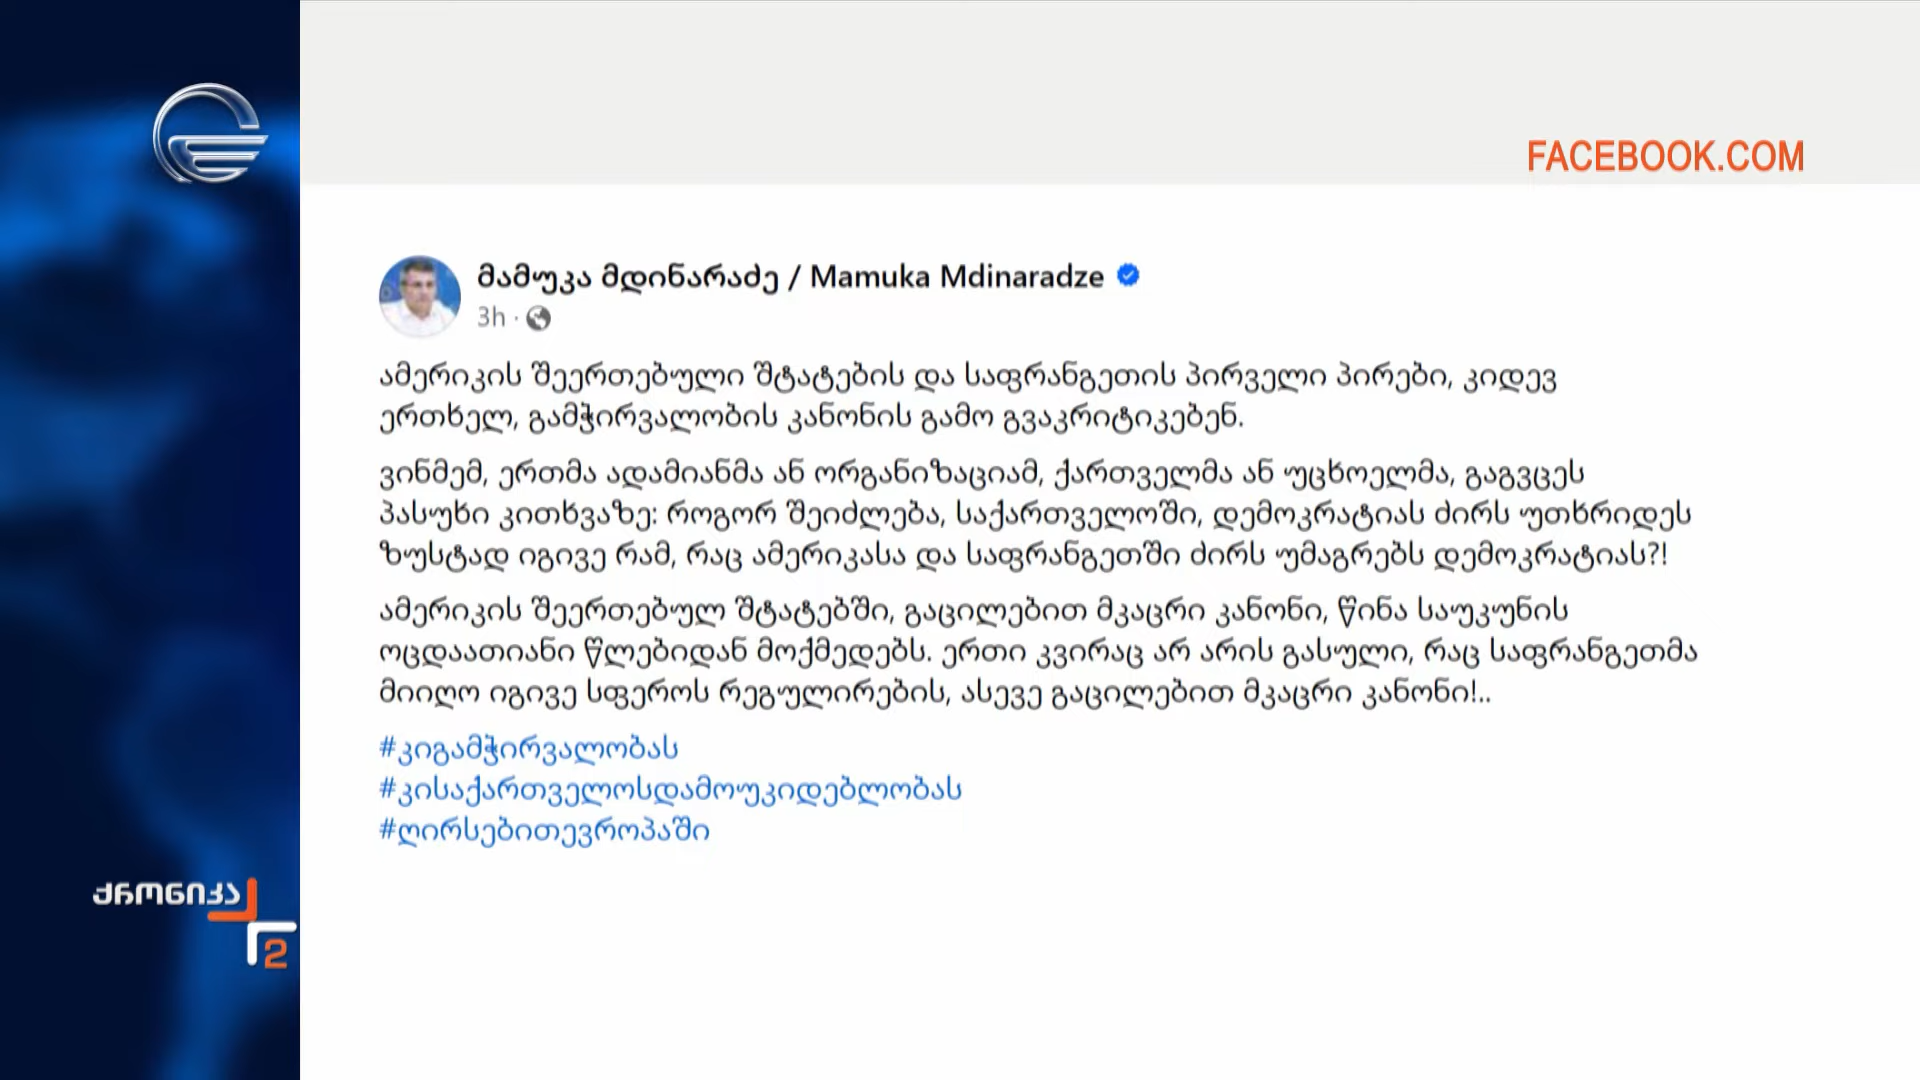 FACEBOOK.COM
მამუკა მდინარაძე / Mamuka Mdinaradze
3h ·
ამერიკის შეერთებული შტატების და საფრანგეთის პირველი პირები, კიდევ
ერთხელ, გამჭირვალობის კანონის გამო გვაკრიტიკებენ.
ვინმემ, ერთმა ადამიანმა ან ორგანიზაციამ, ქართველმა ან უცხოელმა, გაგვცეს
პასუხი კითხვაზე: როგორ შეიძლება, საქართველოში, დემოკრატიას ძირს უთხრიდეს
ზუსტად იგივე რამ, რაც ამერიკასა და საფრანგეთში ძირს უმაგრებს დემოკრატიას?!
ამერიკის შეერთებულ შტატებში, გაცილებით მკაცრი კანონი, წინა საუკუნის
ოცდაათიანი წლებიდან მოქმედებს. ერთი კვირაც არ არის გასული, რაც საფრანგეთმა
მიიღო იგივე სფეროს რეგულირების, ასევე გაცილებით მკაცრი კანონი!..
#კიგამჭირვალობას
#კისაქართველოსდამოუკიდებლობას
#ღირსებითევროპაში
ქრონიკა
2